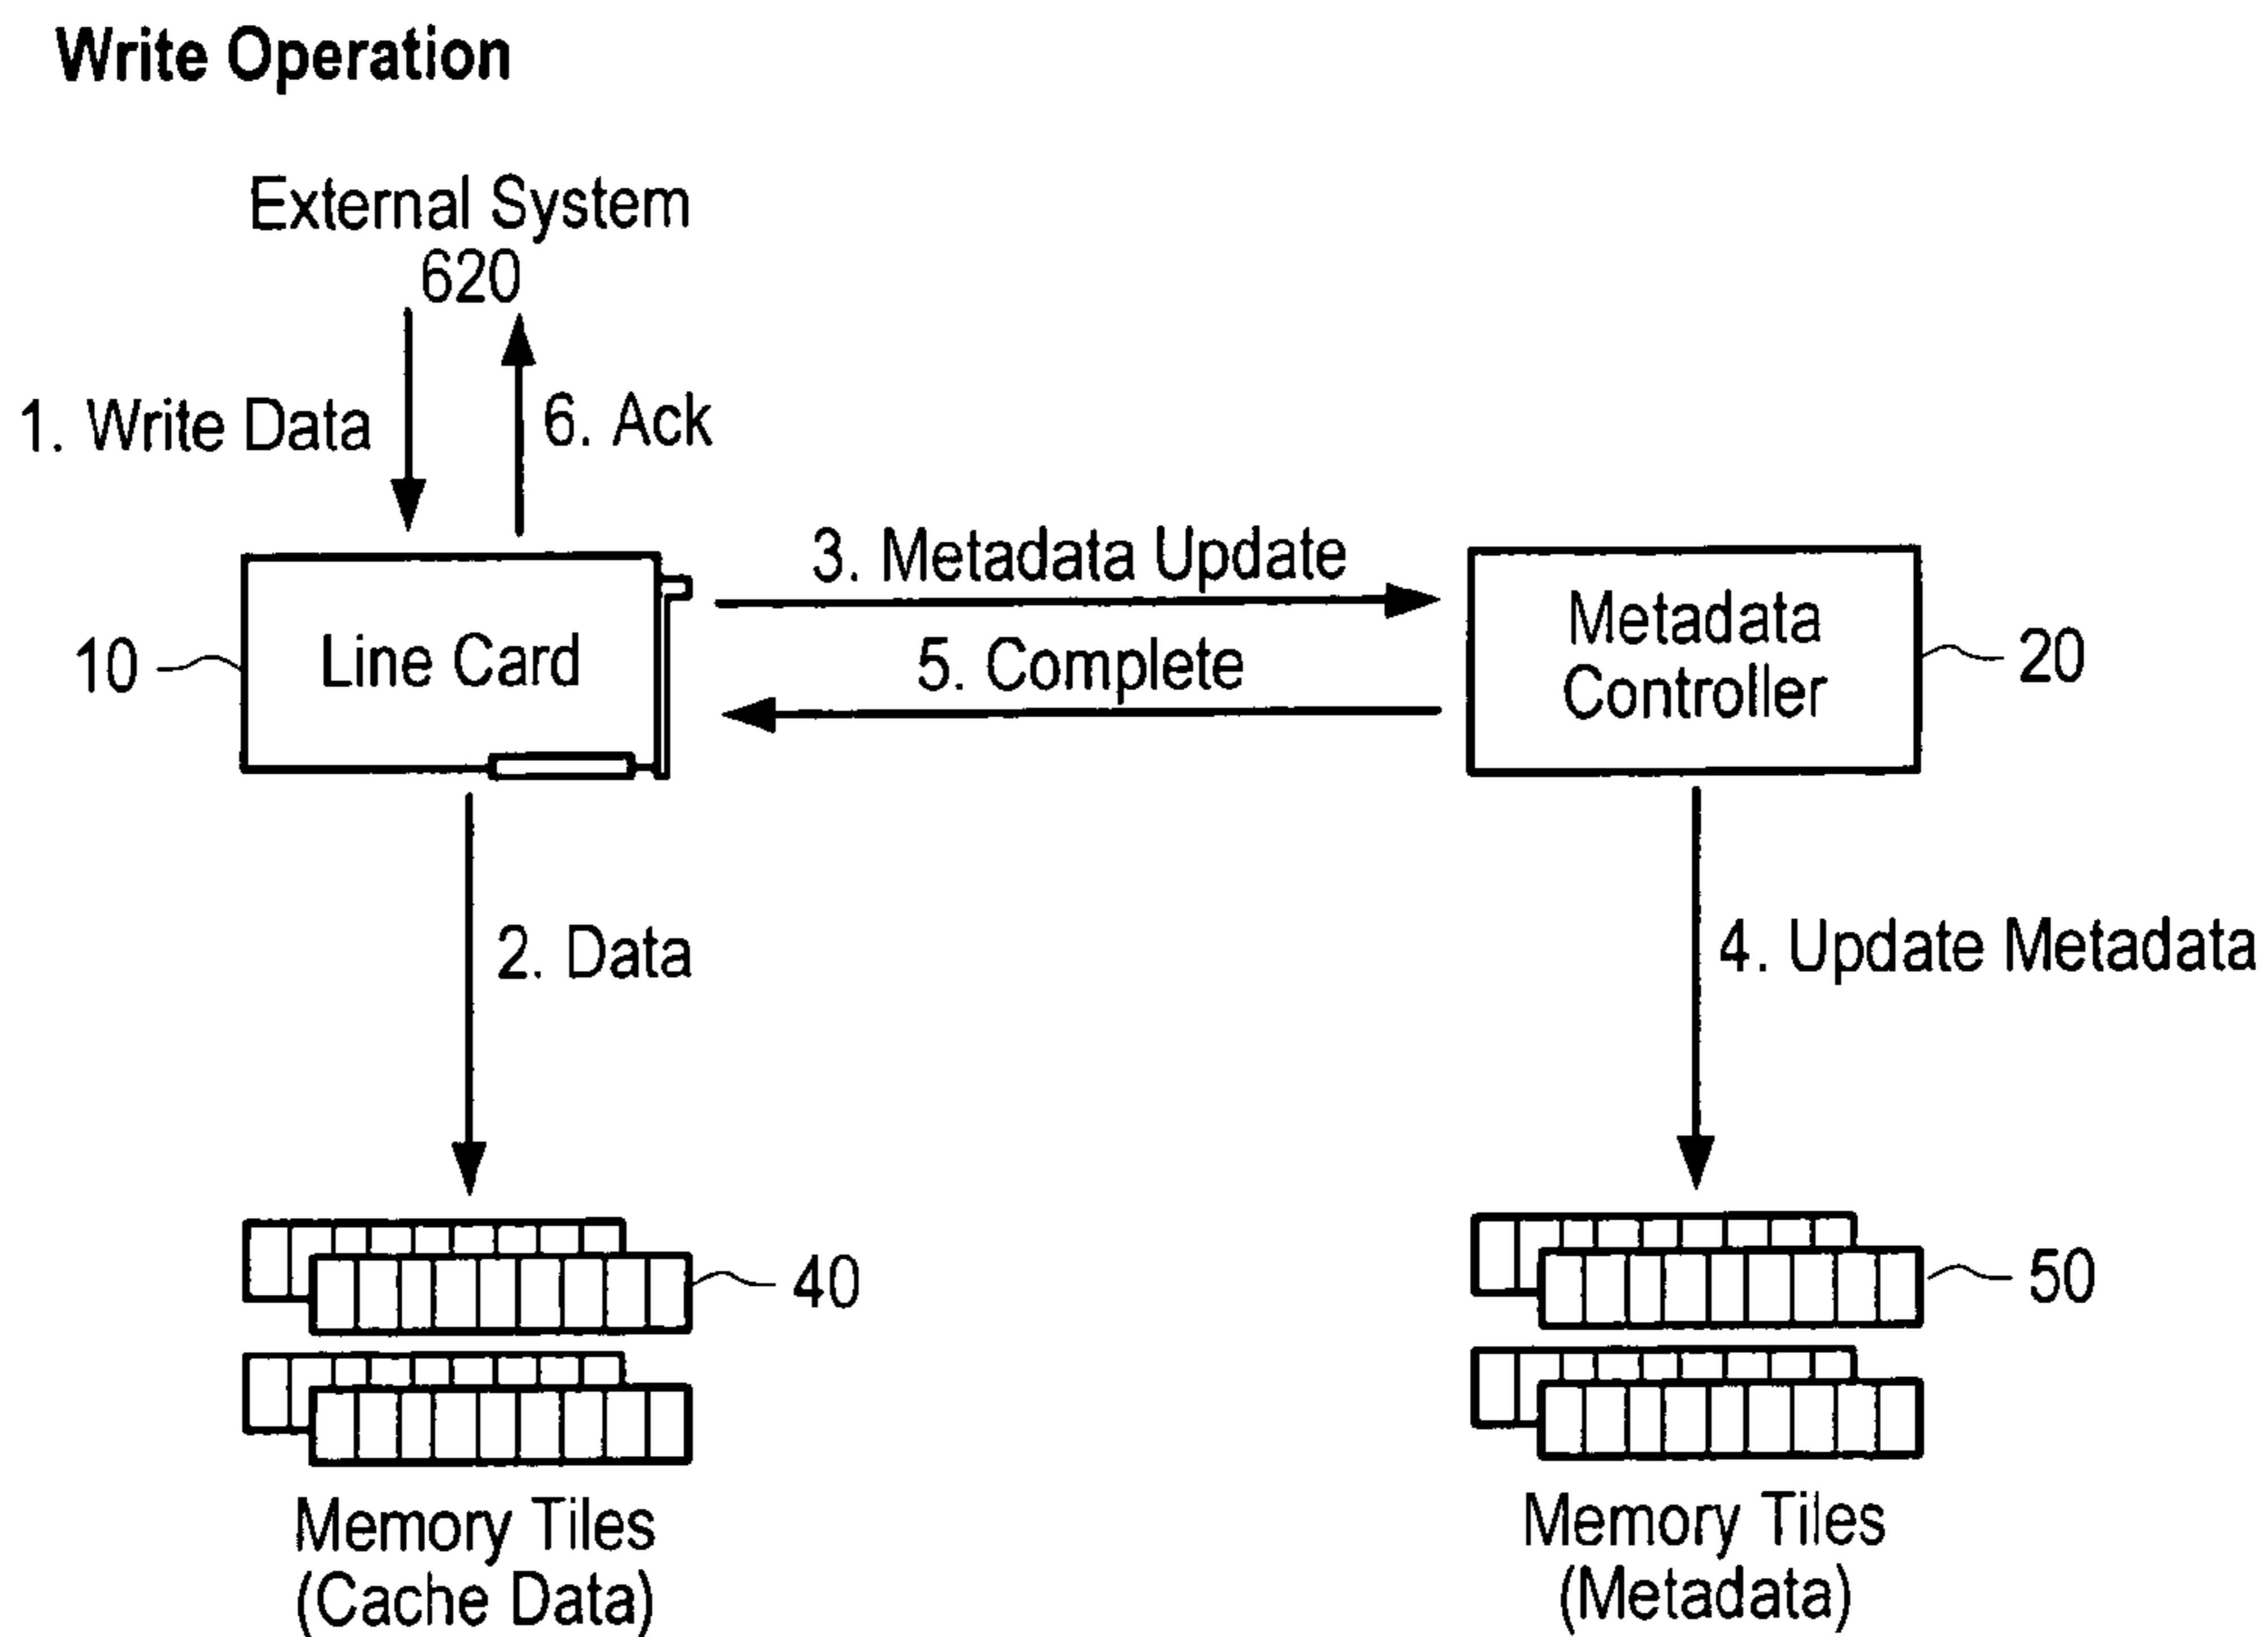 Write Operation
External System
620
1. Write Data
6. Ack
3. Metadata Update
10
Line Card
5. Complete
Metadata
Controller
20
2. Data
4. Update Metadata
40
50
Memory Tiles
(Cache Data)
Memory Tiles
(Metadata)